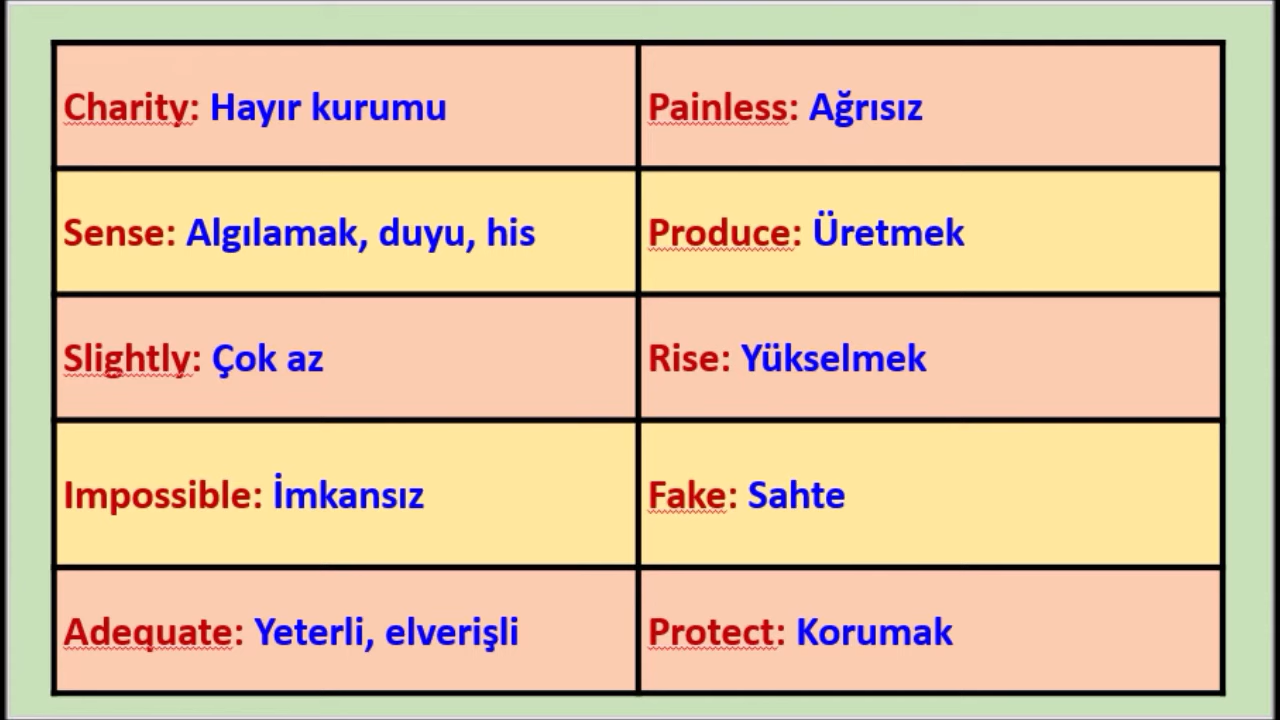 Charity: Hayır kurumu
Painless: Ağrısız
Sense: Algılamak, duyu, his
Produce: Üretmek
Slightly: Çok az
Rise: Yükselmek
Impossible: İmkansız
Fake: Sahte
Adequate: Yeterli, elverişli
Protect: Korumak